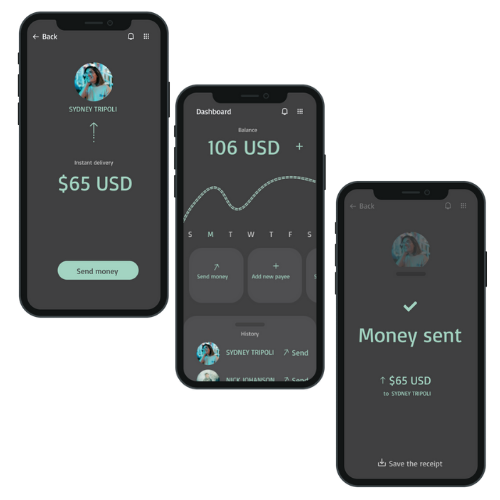 Back
SYDNEY TRIPOLI
Instant delivery
$65 USD
Send money
Dashboard
Balance
106 USD +
S M T W T F S
Send money
Add new payee
History
SYDNEY TRIPOLI Send
NICK JOHANSON Send
Back
Money sent
$65 USD
to SYDNEY TRIPOLI
Save the receipt